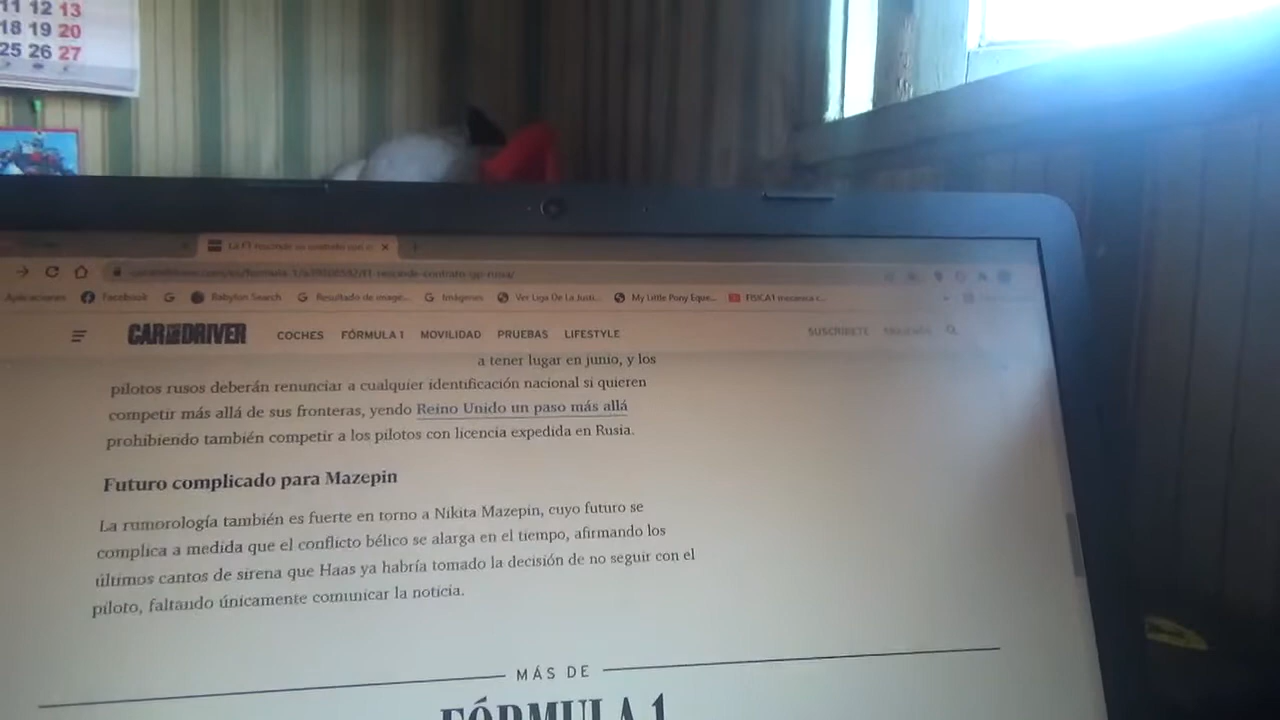 11 12 13
18 19 20
25 26 27
Facebook
Babylon Search
Resultado de image...
Imágenes
Ver Liga De La Justi...
My Little Pony Eque...
CAR AND DRIVER
COCHES FÓRMULA 1 MOVILIDAD PRUEBAS LIFESTYLE
SUSCRÍBETE
a tener lugar en junio, y los
pilotos rusos deberán renunciar a cualquier identificación nacional si quieren
competir más allá de sus fronteras, yendo Reino Unido un paso más allá
prohibiendo también competir a los pilotos con licencia expedida en Rusia.
Futuro complicado para Mazepin
La rumorología también es fuerte en torno a Nikita Mazepin, cuyo futuro se
complica a medida que el conflicto bélico se alarga en el tiempo, afirmando los
últimos cantos de sirena que Haas ya habría tomado la decisión de no seguir con el
piloto, faltando únicamente comunicar la noticia.
MÁS DE
FÓRMULA 1